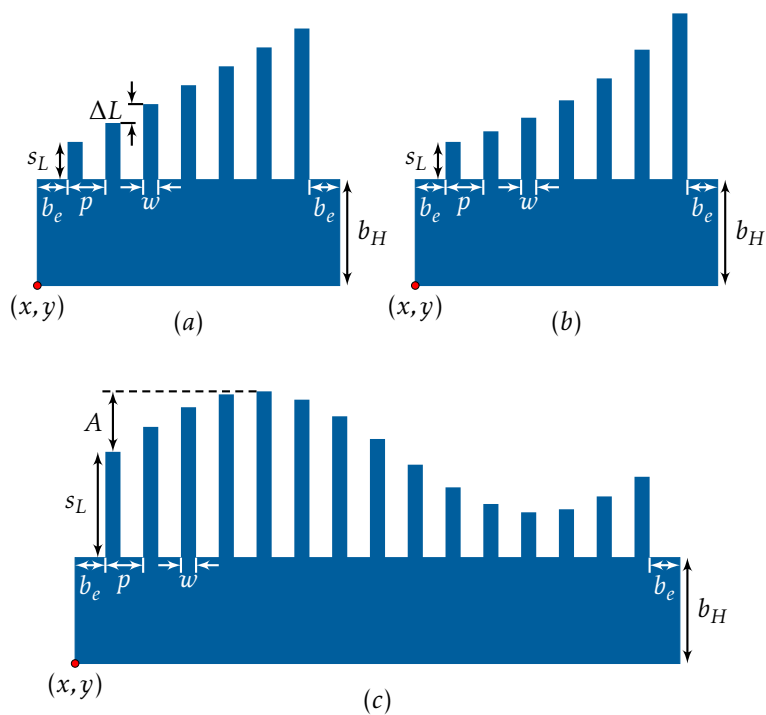 ΔL
s_L
b_e
p
w
b_e
b_H
(x, y)
(a)
s_L
b_e
p
w
b_e
b_H
(x, y)
(b)
A
s_L
b_e
p
w
b_e
b_H
(x, y)
(c)